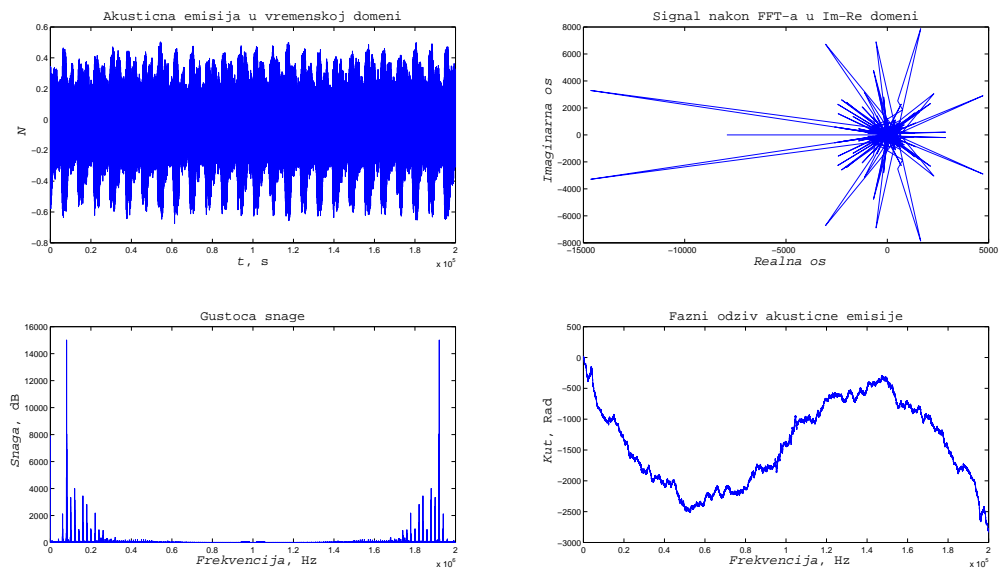 Akusticna emisija u vremenskoj domeni
0.6
0.4
0.2
0
−0.2
−0.4
−0.6
−0.8
N
0 0.2 0.4 0.6 0.8 1 1.2 1.4 1.6 1.8 2
x 10⁵
t, s
Signal nakon FFT-a u Im-Re domeni
8000
6000
4000
2000
0
−2000
−4000
−6000
−8000
Imaginarna os
−15000 −10000 −5000 0 5000
Realna os
Gustoca snage
16000
14000
12000
10000
8000
6000
4000
2000
0
Snaga, dB
0 0.2 0.4 0.6 0.8 1 1.2 1.4 1.6 1.8 2
x 10⁶
Frekvencija, Hz
Fazni odziv akusticne emisije
500
0
−500
−1000
−1500
−2000
−2500
−3000
Kut, Rad
0 0.2 0.4 0.6 0.8 1 1.2 1.4 1.6 1.8 2
x 10⁵
Frekvencija, Hz